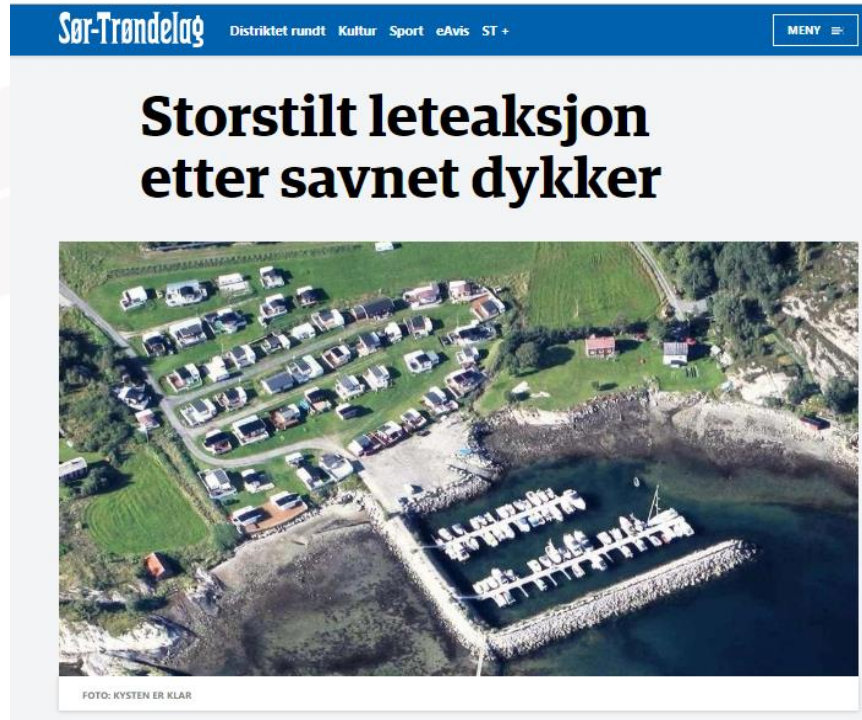 Sør-Trøndelag Distriktet rundt Kultur Sport eAvis ST + MENY
Storstilt leteaksjon
etter savnet dykker
FOTO: KYSTEN ER KLAR